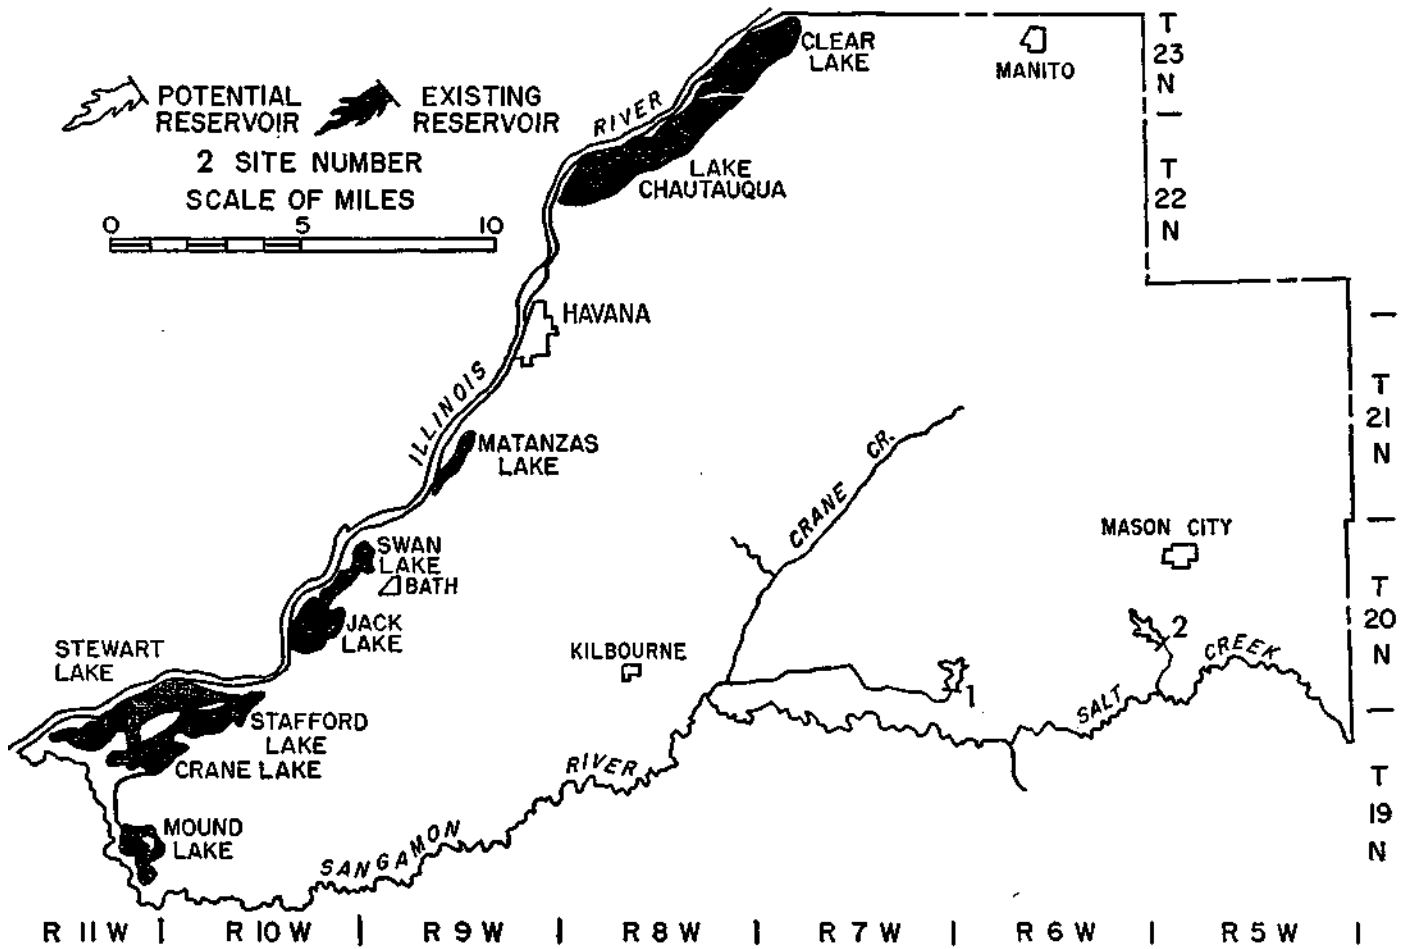 POTENTIAL
RESERVOIR
EXISTING
RESERVOIR
2 SITE NUMBER
SCALE OF MILES
0 5 10
CLEAR
LAKE
MANITO
RIVER
LAKE
CHAUTAUQUA
HAVANA
ILLINOIS
MATANZAS
LAKE
CRANE CR.
MASON CITY
SWAN
LAKE
BATH
JACK
LAKE
STEWART
LAKE
KILBOURNE
1
2
SALT CREEK
STAFFORD
LAKE
CRANE LAKE
RIVER
MOUND
LAKE
SANGAMON
T
23
N
T
22
N
T
21
N
T
20
N
T
19
N
R 11 W R 10 W R 9 W R 8 W R 7 W R 6 W R 5 W